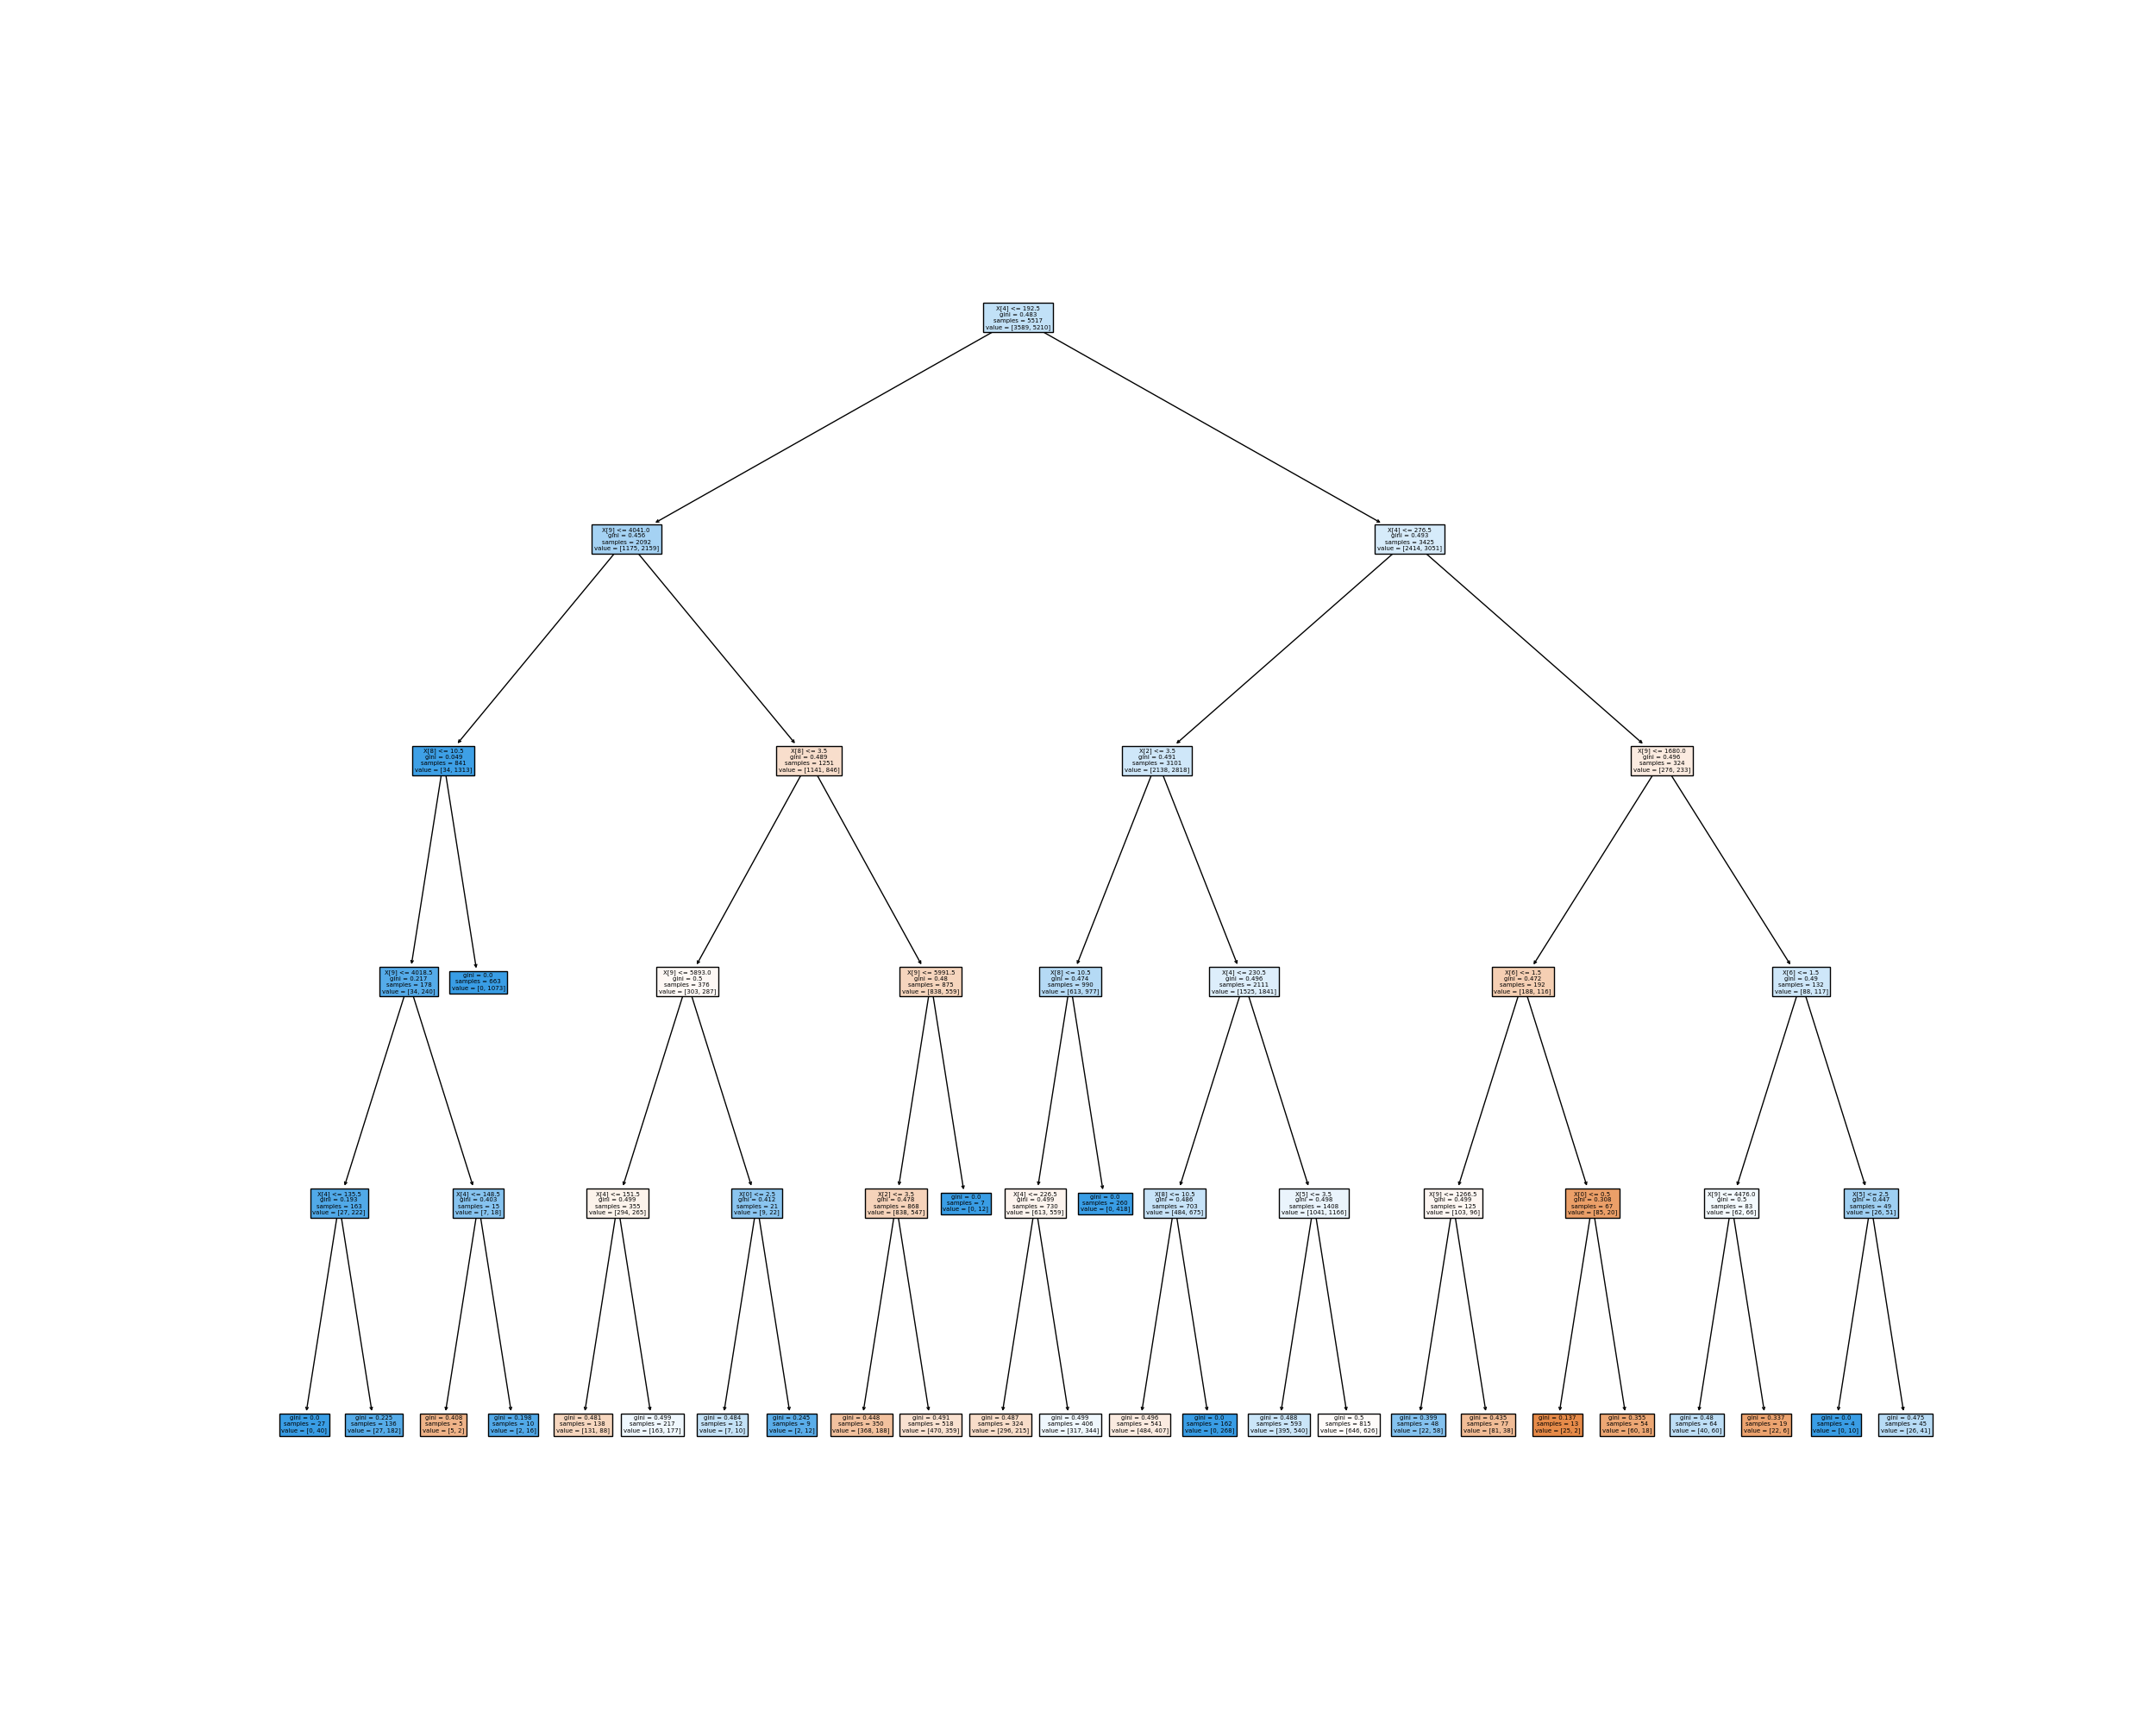 X[4] <= 192.5
gini = 0.483
samples = 5517
value = [3589, 5210]
X[9] <= 4041.0
gini = 0.456
samples = 2092
value = [1175, 2159]
X[4] <= 276.5
gini = 0.493
samples = 3425
value = [2414, 3051]
X[8] <= 10.5
gini = 0.049
samples = 841
value = [34, 1313]
X[8] <= 3.5
gini = 0.489
samples = 1251
value = [1141, 846]
X[2] <= 3.5
gini = 0.491
samples = 3101
value = [2138, 2818]
X[9] <= 1680.0
gini = 0.496
samples = 324
value = [276, 233]
X[9] <= 4018.5
gini = 0.217
samples = 178
value = [34, 240]
gini = 0.0
samples = 663
value = [0, 1073]
X[9] <= 5893.0
gini = 0.5
samples = 376
value = [303, 287]
X[9] <= 5991.5
gini = 0.48
samples = 875
value = [838, 559]
X[8] <= 10.5
gini = 0.474
samples = 990
value = [613, 977]
X[4] <= 230.5
gini = 0.496
samples = 2111
value = [1525, 1841]
X[6] <= 1.5
gini = 0.472
samples = 192
value = [188, 116]
X[6] <= 1.5
gini = 0.49
samples = 132
value = [88, 117]
X[4] <= 135.5
gini = 0.193
samples = 163
value = [27, 222]
X[4] <= 148.5
gini = 0.403
samples = 15
value = [7, 18]
X[4] <= 151.5
gini = 0.499
samples = 355
value = [294, 265]
X[0] <= 2.5
gini = 0.412
samples = 21
value = [9, 22]
X[2] <= 3.5
gini = 0.478
samples = 868
value = [838, 547]
gini = 0.0
samples = 7
value = [0, 12]
X[4] <= 226.5
gini = 0.499
samples = 730
value = [613, 559]
gini = 0.0
samples = 260
value = [0, 418]
X[8] <= 10.5
gini = 0.486
samples = 703
value = [484, 675]
X[5] <= 3.5
gini = 0.498
samples = 1408
value = [1041, 1166]
X[9] <= 1266.5
gini = 0.499
samples = 125
value = [103, 96]
X[0] <= 0.5
gini = 0.308
samples = 67
value = [85, 20]
X[9] <= 4476.0
gini = 0.5
samples = 83
value = [62, 66]
X[5] <= 2.5
gini = 0.447
samples = 49
value = [26, 51]
gini = 0.0
samples = 27
value = [0, 40]
gini = 0.225
samples = 136
value = [27, 182]
gini = 0.408
samples = 5
value = [5, 2]
gini = 0.198
samples = 10
value = [2, 16]
gini = 0.481
samples = 138
value = [131, 88]
gini = 0.499
samples = 217
value = [163, 177]
gini = 0.484
samples = 12
value = [7, 10]
gini = 0.245
samples = 9
value = [2, 12]
gini = 0.448
samples = 350
value = [368, 188]
gini = 0.491
samples = 518
value = [470, 359]
gini = 0.487
samples = 324
value = [296, 215]
gini = 0.499
samples = 406
value = [317, 344]
gini = 0.496
samples = 541
value = [484, 407]
gini = 0.0
samples = 162
value = [0, 268]
gini = 0.488
samples = 593
value = [395, 540]
gini = 0.5
samples = 815
value = [646, 626]
gini = 0.399
samples = 48
value = [22, 58]
gini = 0.435
samples = 77
value = [81, 38]
gini = 0.137
samples = 13
value = [25, 2]
gini = 0.355
samples = 54
value = [60, 18]
gini = 0.48
samples = 64
value = [40, 60]
gini = 0.337
samples = 19
value = [22, 6]
gini = 0.0
samples = 4
value = [0, 10]
gini = 0.475
samples = 45
value = [26, 41]